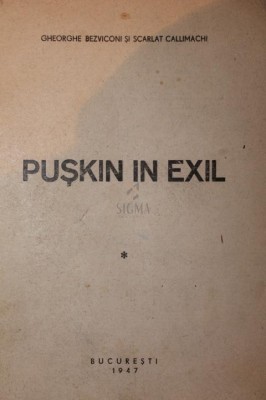 GHEORGHE BEZVICONI ŞI SCARLAT CALLIMACHI
PUŞKIN IN EXIL
SIGMA
*
BUCUREŞTI
1947